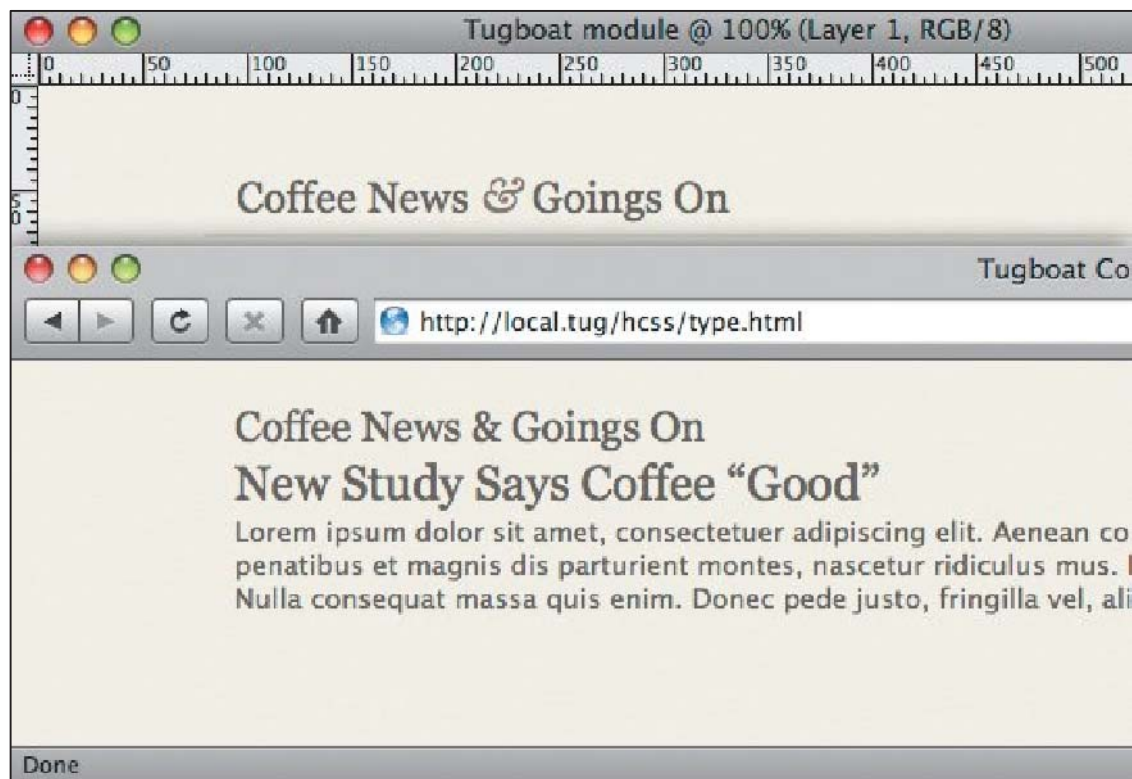 Tugboat module @ 100% (Layer 1, RGB/8)
0 50 100 150 200 250 300 350 400 450 500
0
50
Coffee News & Goings On
Tugboat Co
http://local.tug/hcss/type.html
Coffee News & Goings On
New Study Says Coffee “Good”
Lorem ipsum dolor sit amet, consectetuer adipiscing elit. Aenean co
penatibus et magnis dis parturient montes, nascetur ridiculus mus.
Nulla consequat massa quis enim. Donec pede justo, fringilla vel, ali
Done